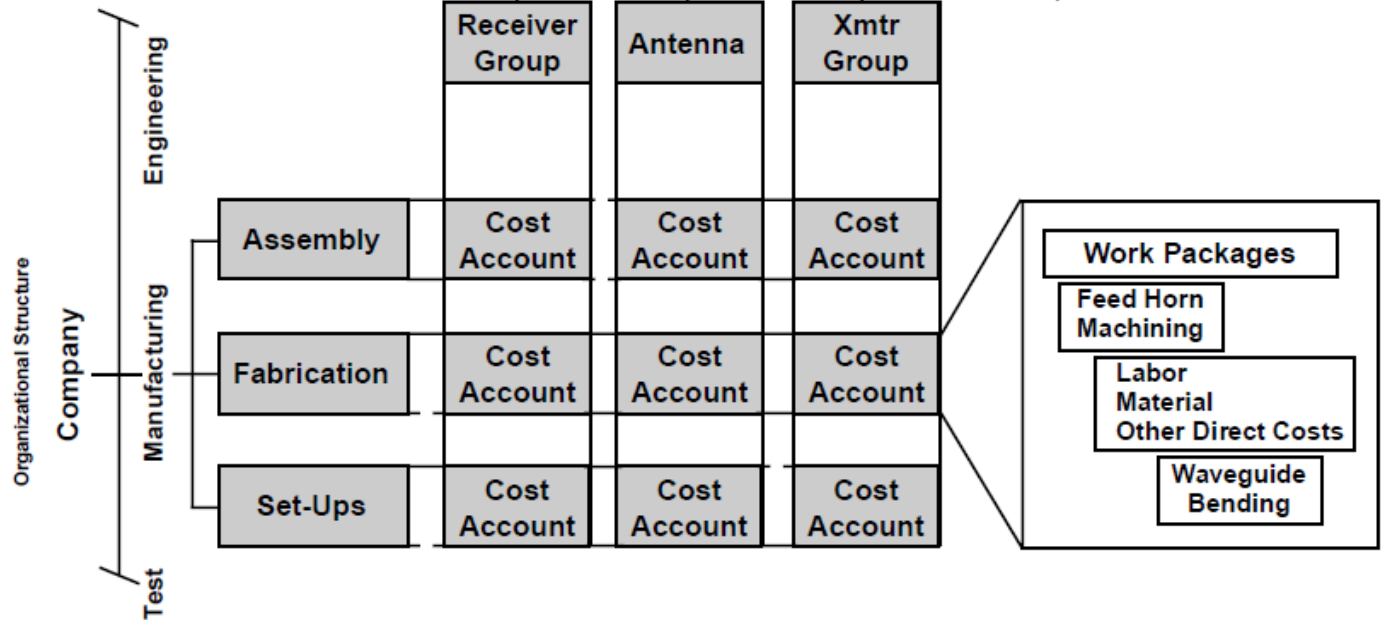 Receiver
Group
Antenna
Xmtr
Group
Organizational Structure
Company
Engineering
Manufacturing
Test
Assembly
Cost
Account
Cost
Account
Cost
Account
Fabrication
Cost
Account
Cost
Account
Cost
Account
Set-Ups
Cost
Account
Cost
Account
Cost
Account
Work Packages
Feed Horn
Machining
Labor
Material
Other Direct Costs
Waveguide
Bending